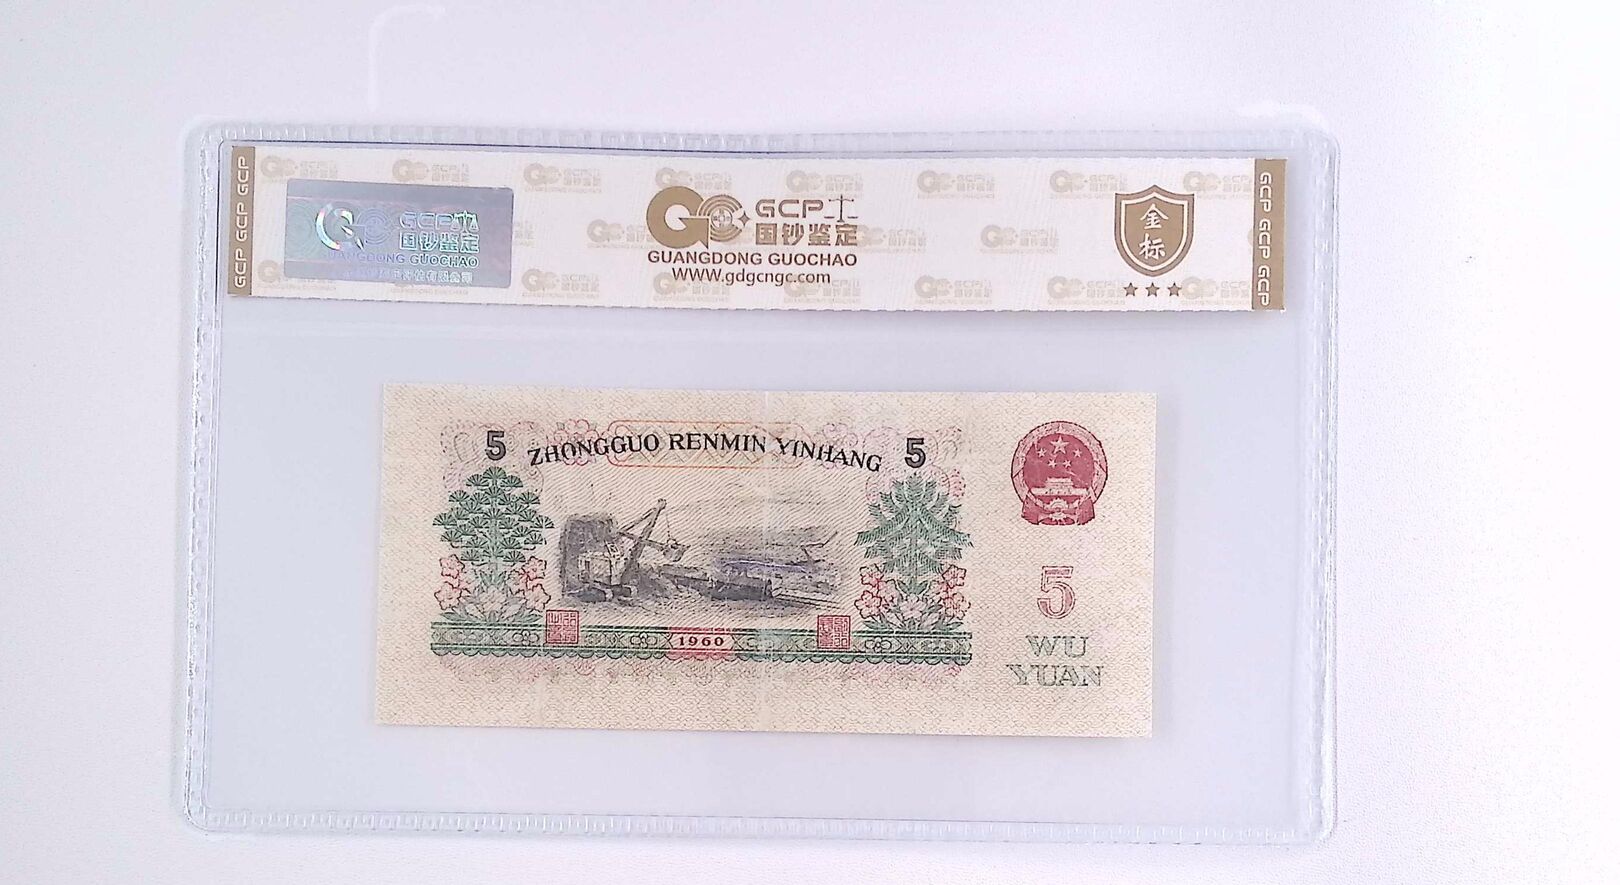 GCP GCP GCP
GCP
国钞鉴定
GUANGDONG GUOCHAO
GCP
国钞鉴定
GUANGDONG GUOCHAO
WWW.gdgcngc.com
金标
GCP GCP GCP
5 ZHONGGUO RENMIN YINHANG 5
1960
5
WU
YUAN